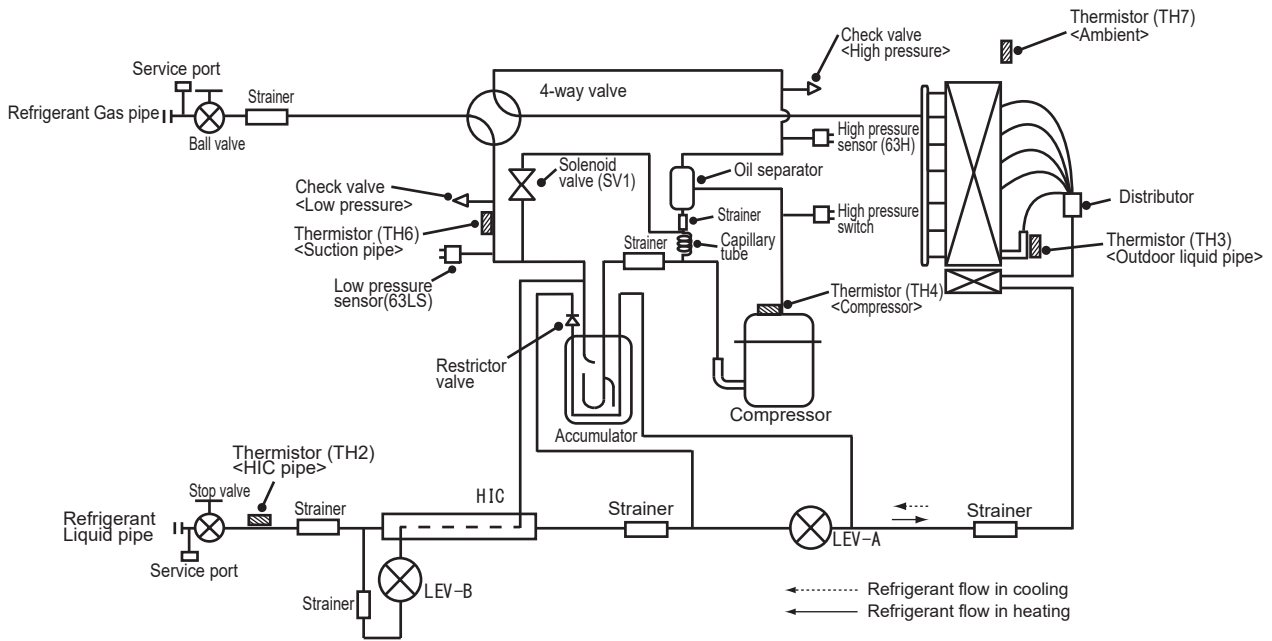 Thermistor (TH7)
<Ambient>
Check valve
<High pressure>
Service port
Strainer
4-way valve
Refrigerant Gas pipe
Ball valve
High pressure
sensor (63H)
Solenoid
valve (SV1)
Oil separator
Check valve
<Low pressure>
Distributor
Strainer
High pressure
switch
Thermistor (TH6)
<Suction pipe>
Strainer
Capillary
tube
Thermistor (TH3)
<Outdoor liquid pipe>
Low pressure
sensor(63LS)
Thermistor (TH4)
<Compressor>
Restrictor
valve
Compressor
Accumulator
Thermistor (TH2)
<HIC pipe>
Stop valve
Strainer
HIC
Strainer
Strainer
Refrigerant
Liquid pipe
LEV-A
Service port
LEV-B
Strainer
Refrigerant flow in cooling
Refrigerant flow in heating